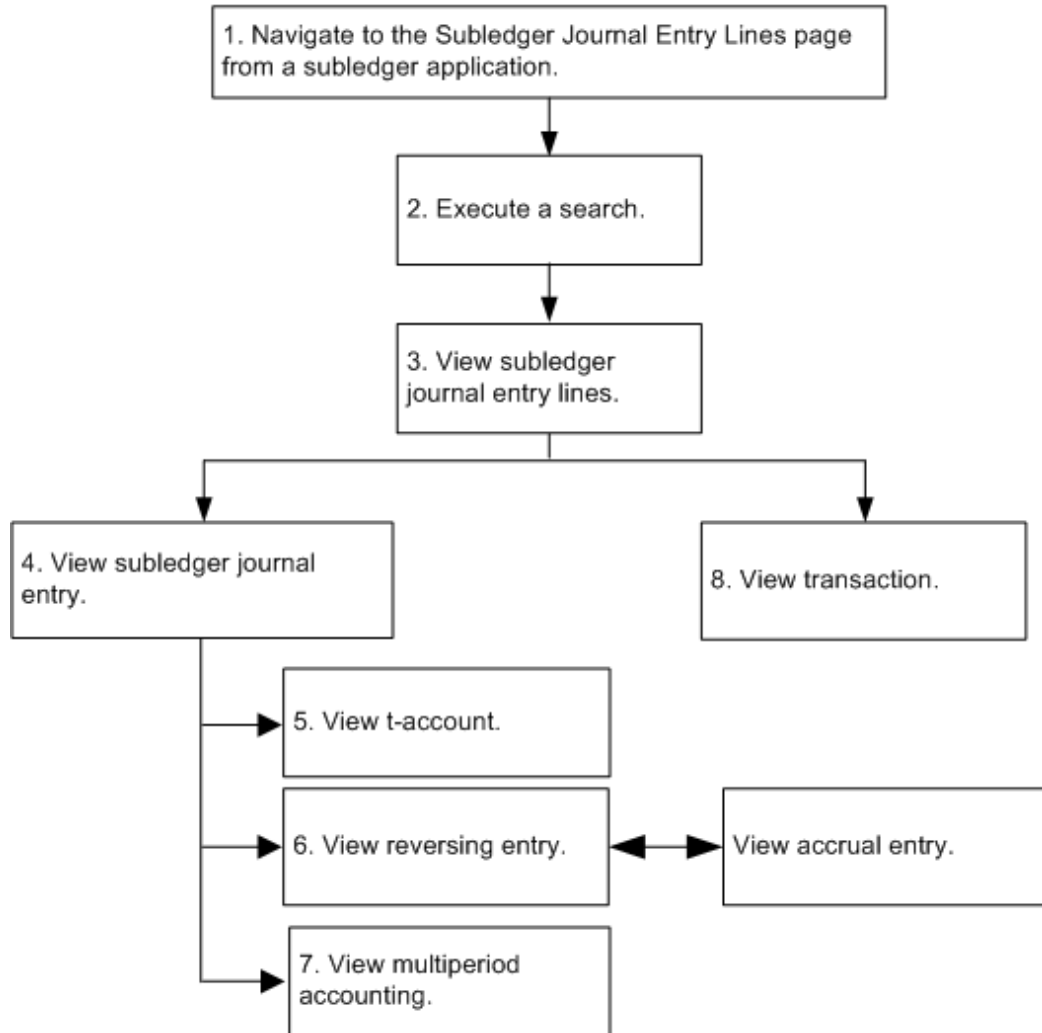 1. Navigate to the Subledger Journal Entry Lines page
from a subledger application.
2. Execute a search.
3. View subledger
journal entry lines.
4. View subledger journal
entry.
8. View transaction.
5. View t-account.
6. View reversing entry.
View accrual entry.
7. View multiperiod
accounting.